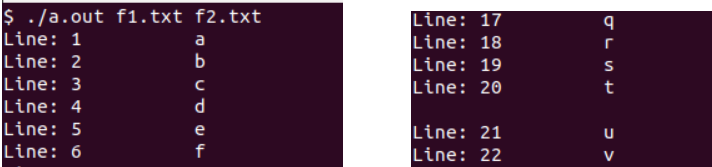 $ ./a.out f1.txt f2.txt
Line: 1 a
Line: 2 b
Line: 3 c
Line: 4 d
Line: 5 e
Line: 6 f
Line: 17 q
Line: 18 r
Line: 19 s
Line: 20 t
Line: 21 u
Line: 22 v